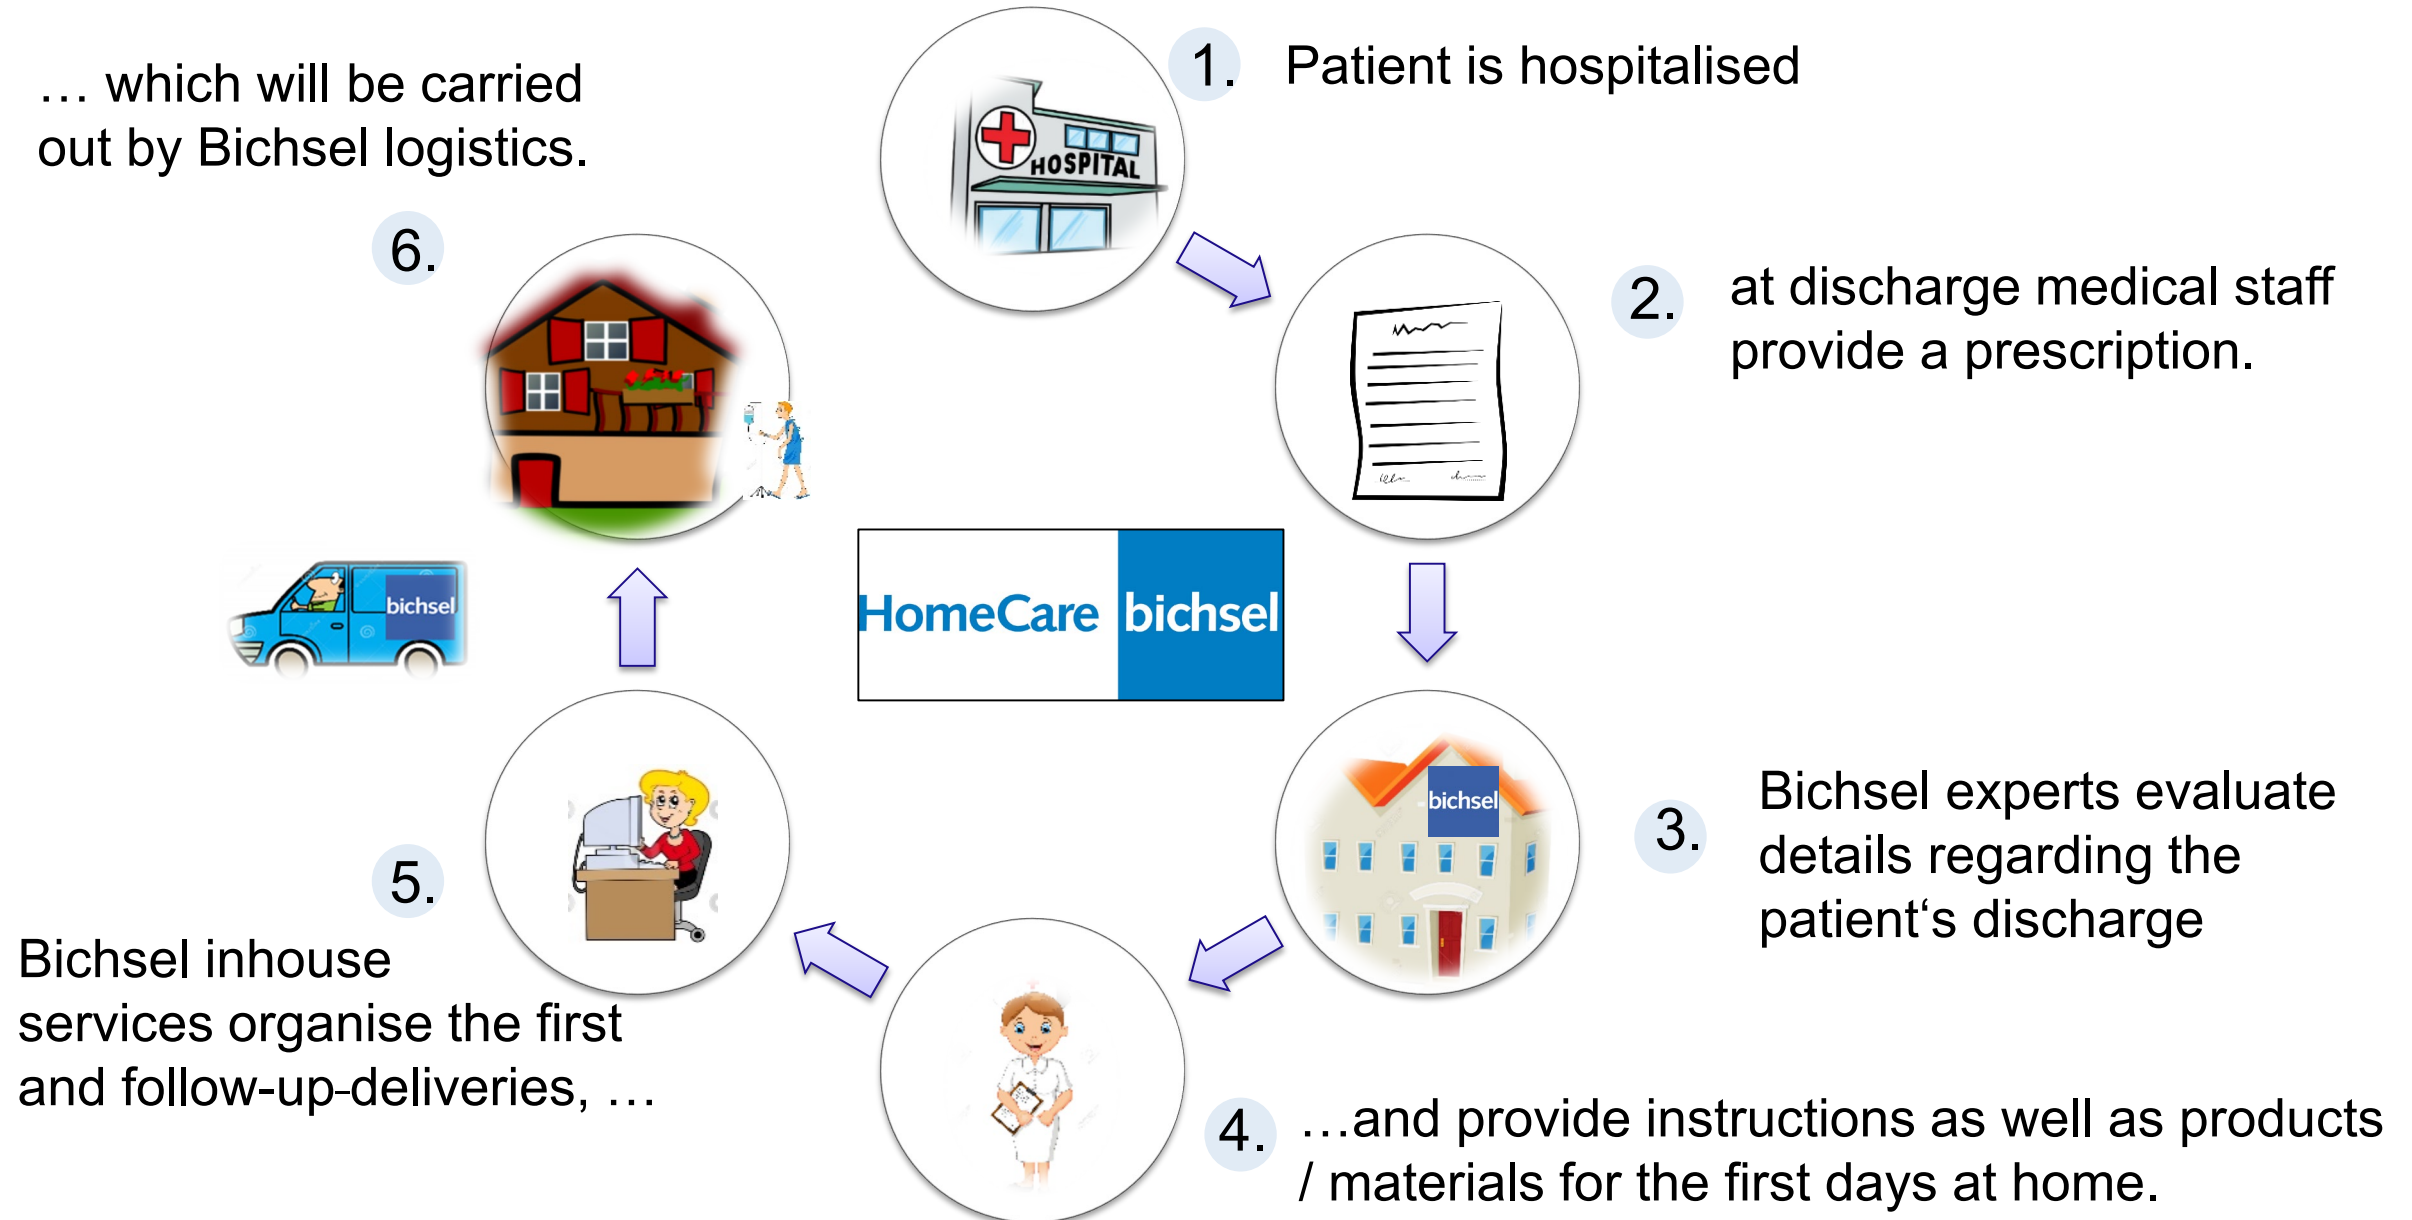 1. Patient is hospitalised
HOSPITAL
2. at discharge medical staff
provide a prescription.
bichsel
3. Bichsel experts evaluate
details regarding the
patient‘s discharge
4. …and provide instructions as well as products
/ materials for the first days at home.
5.
Bichsel inhouse
services organise the first
and follow-up-deliveries, …
… which will be carried
out by Bichsel logistics.
6.
bichsel
HomeCare bichsel